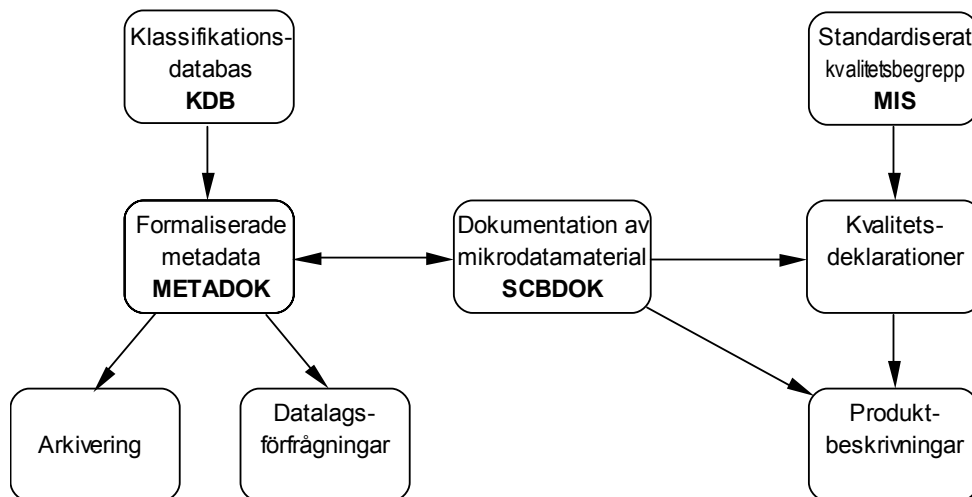 Klassifikations-
databas
KDB
Standardiserat
kvalitetsbegrepp
MIS
Formaliserade
metadata
METADOK
Dokumentation av
mikrodatamaterial
SCBDOK
Kvalitets-
deklarationer
Arkivering
Datalags-
förfrågningar
Produkt-
beskrivningar